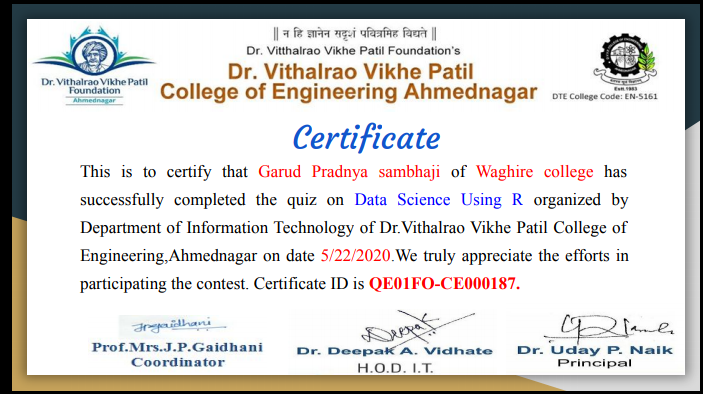 || न हि ज्ञानेन सदृशं पवित्रमिह विद्यते ||
Dr. Vitthalrao Vikhe Patil Foundation's
Dr. Vithalrao Vikhe Patil
College of Engineering Ahmednagar
Dr. Vithalrao Vikhe Patil
Foundation
Ahmednagar
Estt.1983
DTE College Code: EN-5161
Certificate
This is to certify that Garud Pradnya sambhaji of Waghire college has
successfully completed the quiz on Data Science Using R organized by
Department of Information Technology of Dr.Vithalrao Vikhe Patil College of
Engineering,Ahmednagar on date 5/22/2020.We truly appreciate the efforts in
participating the contest. Certificate ID is QE01FO-CE000187.
Deepak
Prof.Mrs.J.P.Gaidhani
Coordinator
Dr. Deepak A. Vidhate
H.O.D. I.T.
Dr. Uday P. Naik
Principal